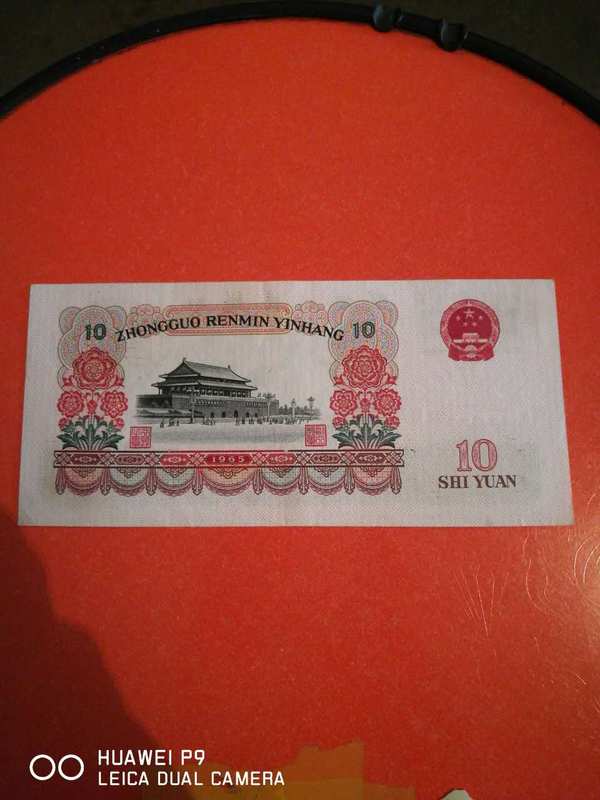 10 ZHONGGUO RENMIN YINHANG 10
1965
10
SHI YUAN
HUAWEI P9
LEICA DUAL CAMERA